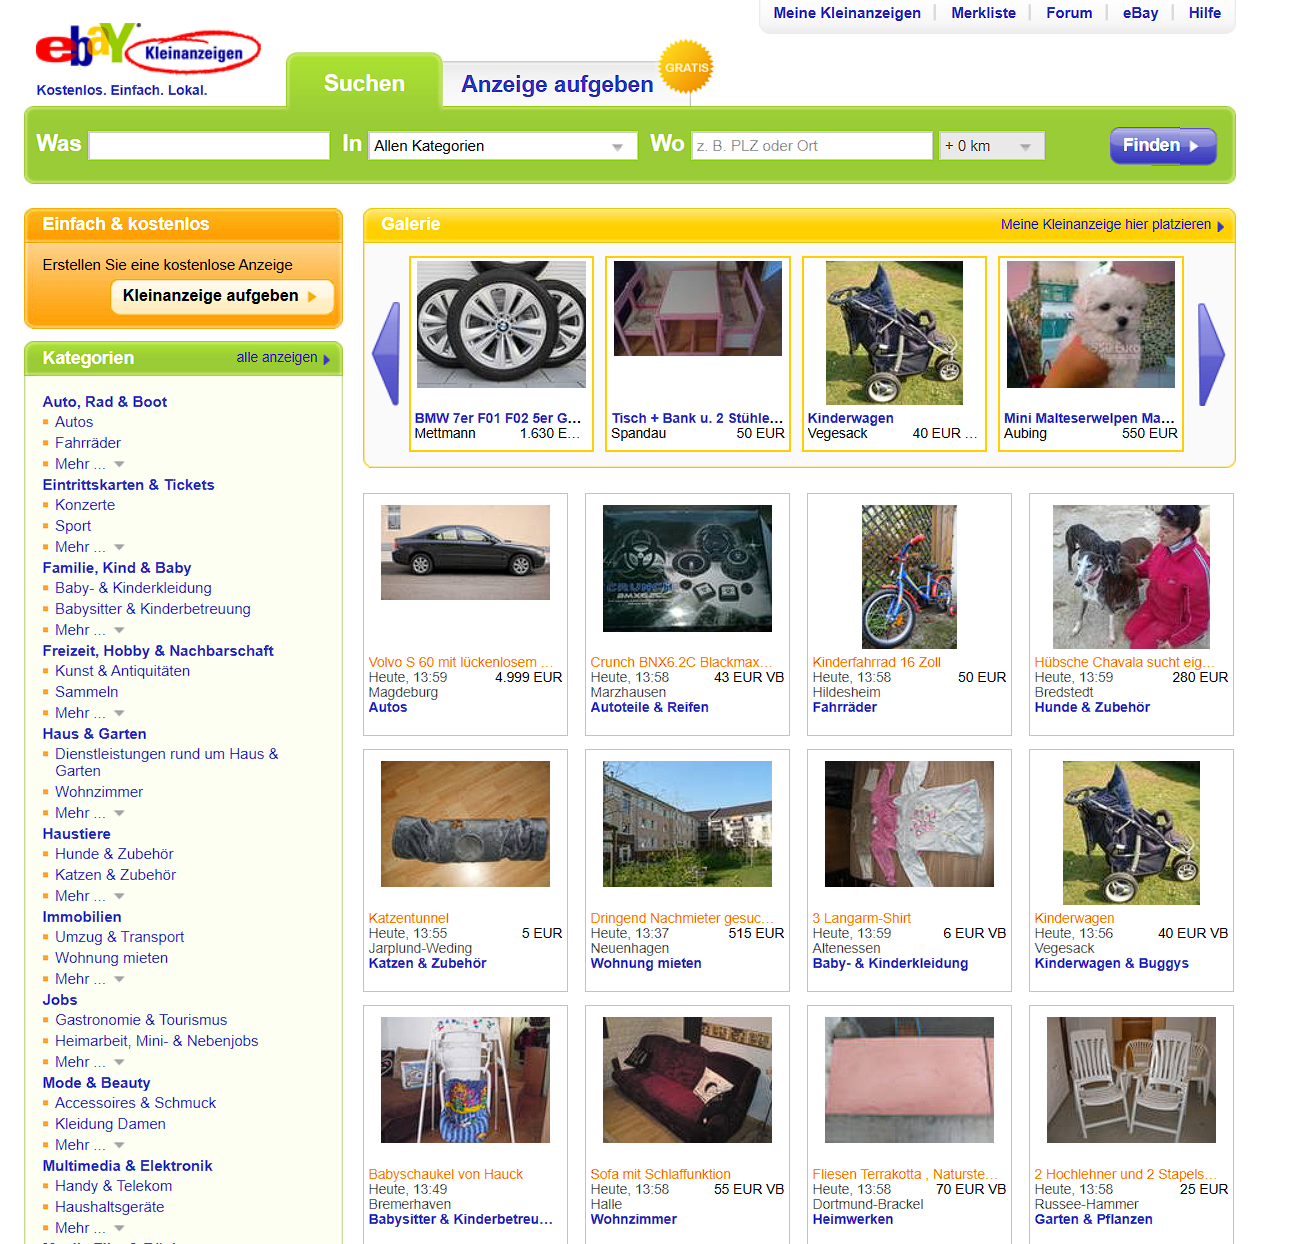 Meine Kleinanzeigen | Merkliste | Forum | eBay | Hilfe
ebaY Kleinanzeigen
Kostenlos. Einfach. Lokal.
Suchen
Anzeige aufgeben
GRATIS
Was In Allen Kategorien Wo z. B. PLZ oder Ort + 0 km Finden
Einfach & kostenlos
Erstellen Sie eine kostenlose Anzeige
Kleinanzeige aufgeben
Kategorien alle anzeigen
Auto, Rad & Boot
Autos
Fahrräder
Mehr ...
Eintrittskarten & Tickets
Konzerte
Sport
Mehr ...
Familie, Kind & Baby
Baby- & Kinderkleidung
Babysitter & Kinderbetreuung
Mehr ...
Freizeit, Hobby & Nachbarschaft
Kunst & Antiquitäten
Sammeln
Mehr ...
Haus & Garten
Dienstleistungen rund um Haus &
Garten
Wohnzimmer
Mehr ...
Haustiere
Hunde & Zubehör
Katzen & Zubehör
Mehr ...
Immobilien
Umzug & Transport
Wohnung mieten
Mehr ...
Jobs
Gastronomie & Tourismus
Heimarbeit, Mini- & Nebenjobs
Mehr ...
Mode & Beauty
Accessoires & Schmuck
Kleidung Damen
Mehr ...
Multimedia & Elektronik
Handy & Telekom
Haushaltsgeräte
Mehr ...
Galerie Meine Kleinanzeige hier platzieren
BMW 7er F01 F02 5er G...
Mettmann 1.630 E...
Tisch + Bank u. 2 Stühle...
Spandau 50 EUR
Kinderwagen
Vegesack 40 EUR ...
Mini Malteserwelpen Ma...
Aubing 550 EUR
Volvo S 60 mit lückenlosem ...
Heute, 13:59 4.999 EUR
Magdeburg
Autos
CRUNCH
Crunch BNX6.2C Blackmax...
Heute, 13:58 43 EUR VB
Marzhausen
Autoteile & Reifen
Kinderfahrrad 16 Zoll
Heute, 13:58 50 EUR
Hildesheim
Fahrräder
Hübsche Chavala sucht eig...
Heute, 13:59 280 EUR
Bredstedt
Hunde & Zubehör
Katzentunnel
Heute, 13:55 5 EUR
Jarplund-Weding
Katzen & Zubehör
Dringend Nachmieter gesuc...
Heute, 13:37 515 EUR
Neuenhagen
Wohnung mieten
3 Langarm-Shirt
Heute, 13:59 6 EUR VB
Altenessen
Baby- & Kinderkleidung
Kinderwagen
Heute, 13:56 40 EUR VB
Vegesack
Kinderwagen & Buggys
Babyschaukel von Hauck
Heute, 13:49
Bremerhaven
Babysitter & Kinderbetreu...
Sofa mit Schlaffunktion
Heute, 13:58 55 EUR VB
Halle
Wohnzimmer
Fliesen Terrakotta , Naturste...
Heute, 13:58 70 EUR VB
Dortmund-Brackel
Heimwerken
2 Hochlehner und 2 Stapels...
Heute, 13:58 25 EUR
Russee-Hammer
Garten & Pflanzen